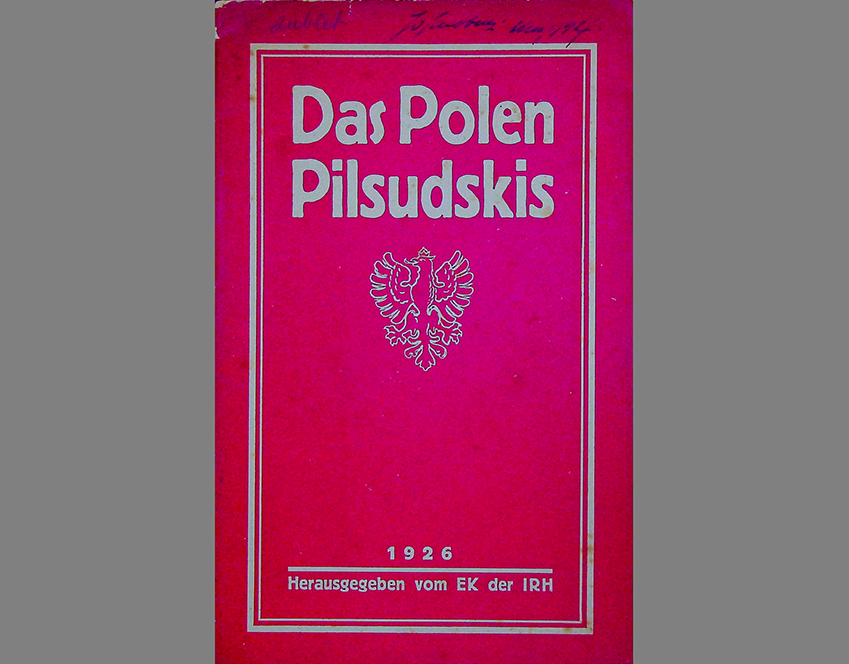 Das Polen
Pilsudskis
1926
Herausgegeben vom EK der IRH